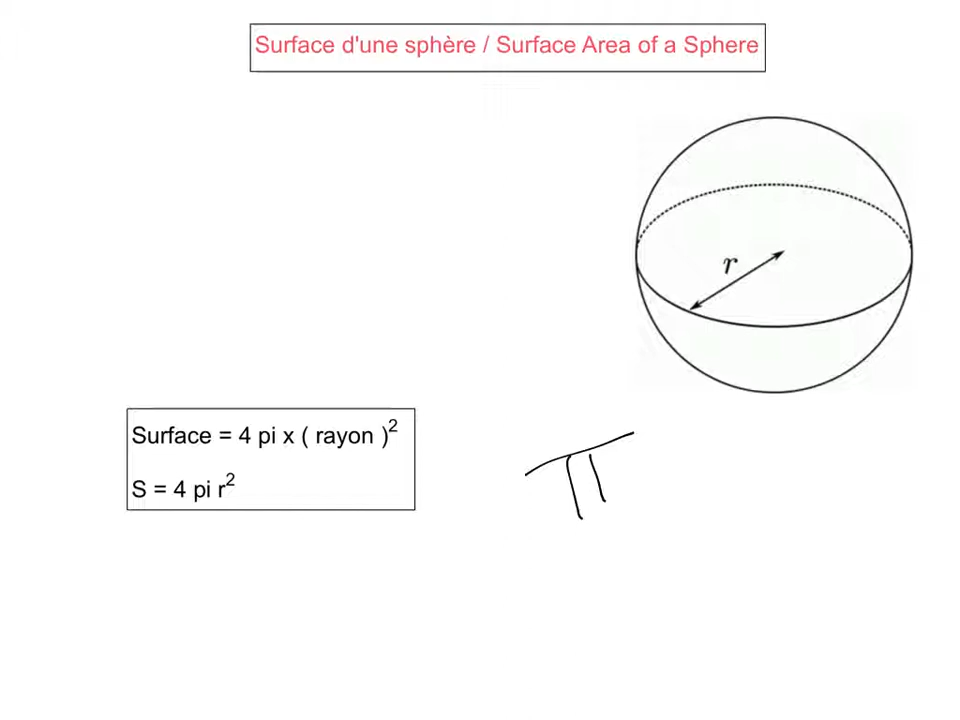 Surface d'une sphère / Surface Area of a Sphere
r
Surface = 4 pi x ( rayon )²
S = 4 pi r²
π